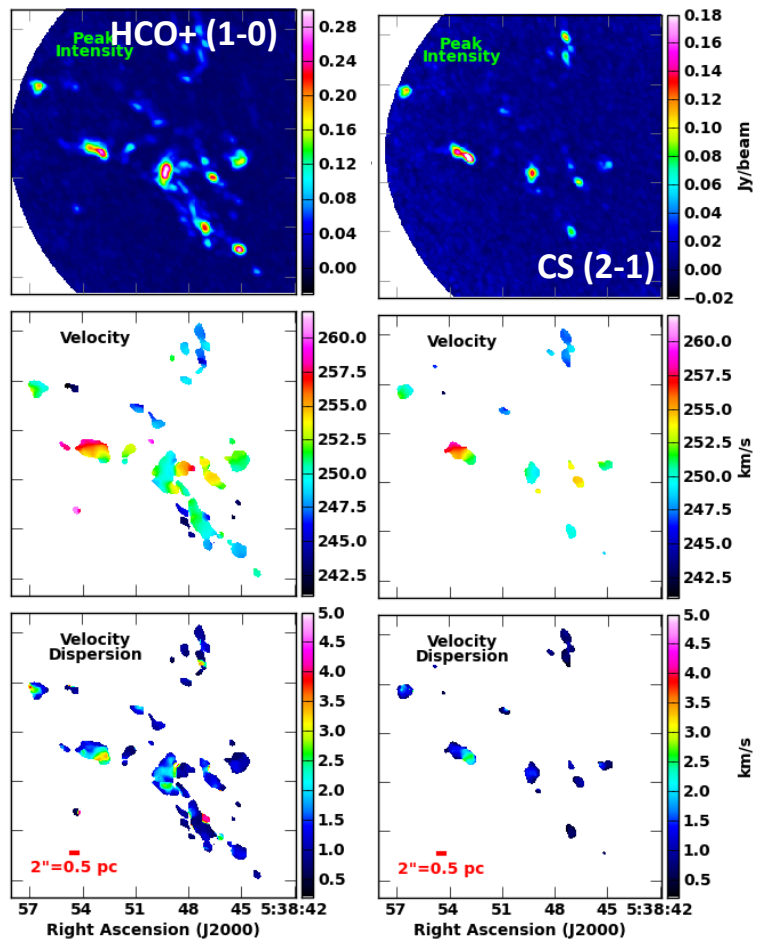 HCO+ (1-0)
Peak
Intensity
0.28
0.24
0.20
0.16
0.12
0.08
0.04
0.00
Peak
Intensity
CS (2-1)
0.18
0.16
0.14
0.12
0.10
0.08
0.06
0.04
0.02
0.00
−0.02
Jy/beam
Velocity
260.0
257.5
255.0
252.5
250.0
247.5
245.0
242.5
Velocity
260.0
257.5
255.0
252.5
250.0
247.5
245.0
242.5
km/s
Velocity
Dispersion
2"=0.5 pc
5.0
4.5
4.0
3.5
3.0
2.5
2.0
1.5
1.0
0.5
Velocity
Dispersion
2"=0.5 pc
5.0
4.5
4.0
3.5
3.0
2.5
2.0
1.5
1.0
0.5
km/s
57 54 51 48 45 5:38:42
Right Ascension (J2000)
57 54 51 48 45 5:38:42
Right Ascension (J2000)